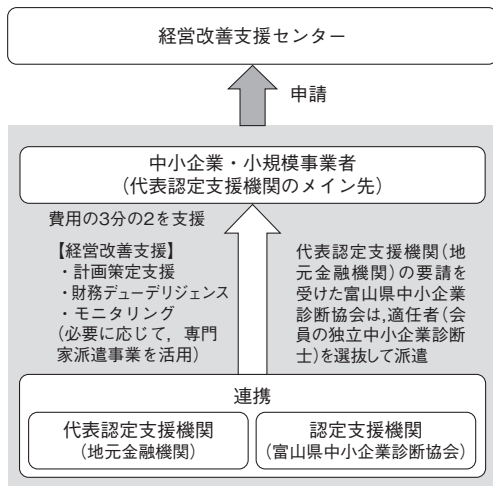 経営改善支援センター
申請
中小企業・小規模事業者
(代表認定支援機関のメイン先)
費用の3分の2を支援
【経営改善支援】
・計画策定支援
・財務デューデリジェンス
・モニタリング
(必要に応じて，専門
家派遣事業を活用)
代表認定支援機関(地
元金融機関)の要請を
受けた富山県中小企業
診断協会は,適任者(会
員の独立中小企業診断
士)を選抜して派遣
連携
代表認定支援機関
(地元金融機関)
認定支援機関
(富山県中小企業診断協会)